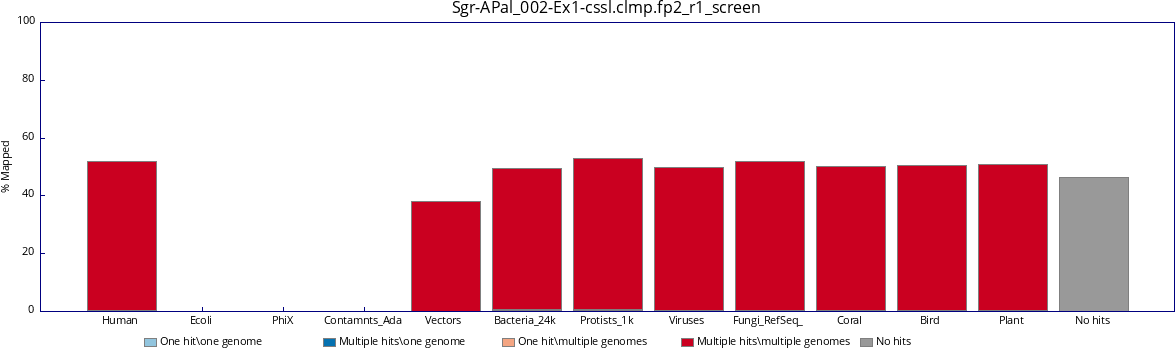 Sgr-APal_002-Ex1-cssl.clmp.fp2_r1_screen
100
80
60
40
20
0
% Mapped
Human Ecoli PhiX Contamnts_Ada Vectors Bacteria_24k Protists_1k Viruses Fungi_RefSeq_ Coral Bird Plant No hits
One hit\one genome Multiple hits\one genome One hit\multiple genomes Multiple hits\multiple genomes No hits